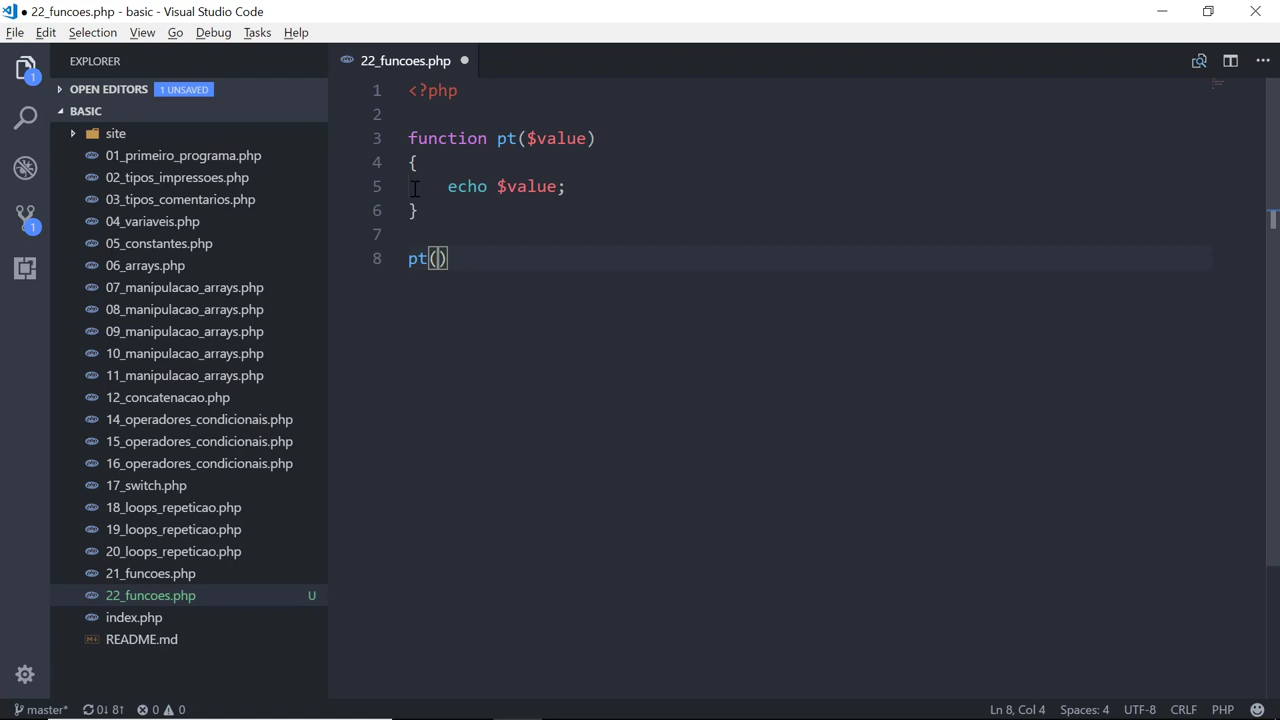 22_funcoes.php - basic - Visual Studio Code
File Edit Selection View Go Debug Tasks Help
EXPLORER
22_funcoes.php
1
OPEN EDITORS 1 UNSAVED
BASIC
site
01_primeiro_programa.php
02_tipos_impressoes.php
03_tipos_comentarios.php
04_variaveis.php
1
05_constantes.php
06_arrays.php
07_manipulacao_arrays.php
08_manipulacao_arrays.php
09_manipulacao_arrays.php
10_manipulacao_arrays.php
11_manipulacao_arrays.php
12_concatenacao.php
14_operadores_condicionais.php
15_operadores_condicionais.php
16_operadores_condicionais.php
17_switch.php
18_loops_repeticao.php
19_loops_repeticao.php
20_loops_repeticao.php
21_funcoes.php
22_funcoes.php U
index.php
README.md
1 <?php
2
3 function pt($value)
4 {
5 echo $value;
6 }
7
8 pt()
master* 0↓ 8↑ 0 0 Ln 8, Col 4 Spaces: 4 UTF-8 CRLF PHP